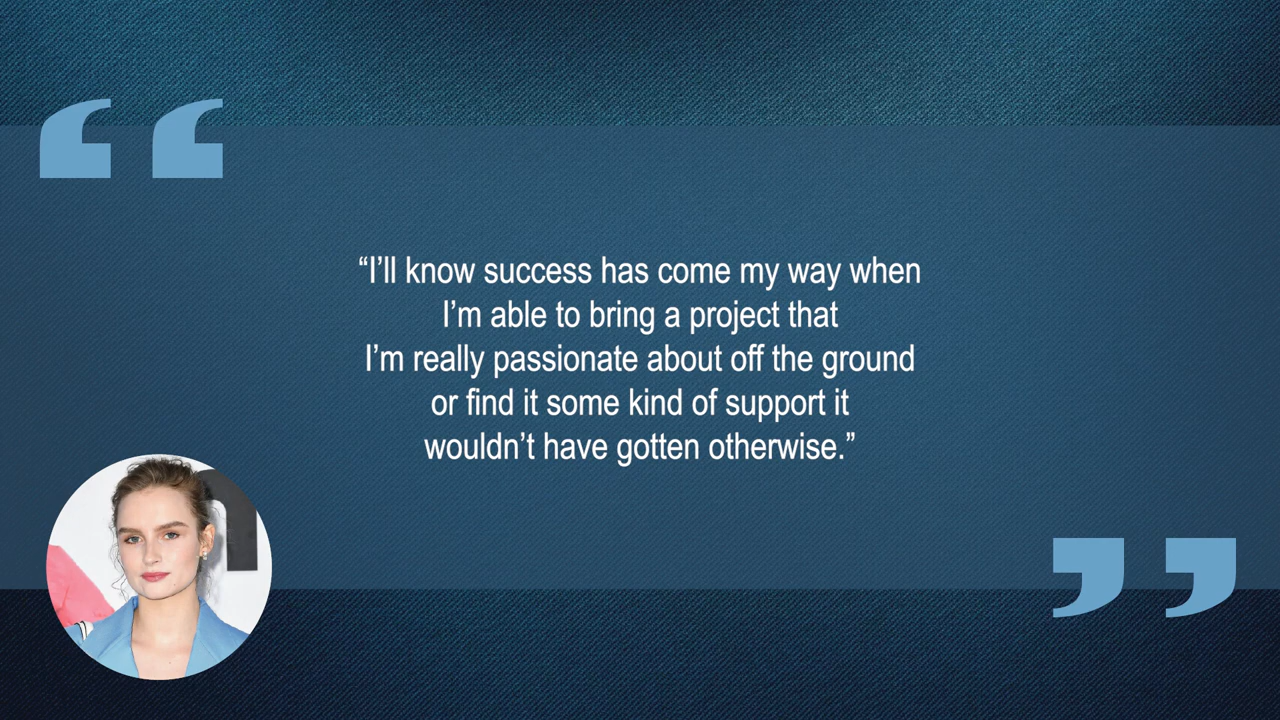 “I’ll know success has come my way when
I’m able to bring a project that
I’m really passionate about off the ground
or find it some kind of support it
wouldn’t have gotten otherwise.”